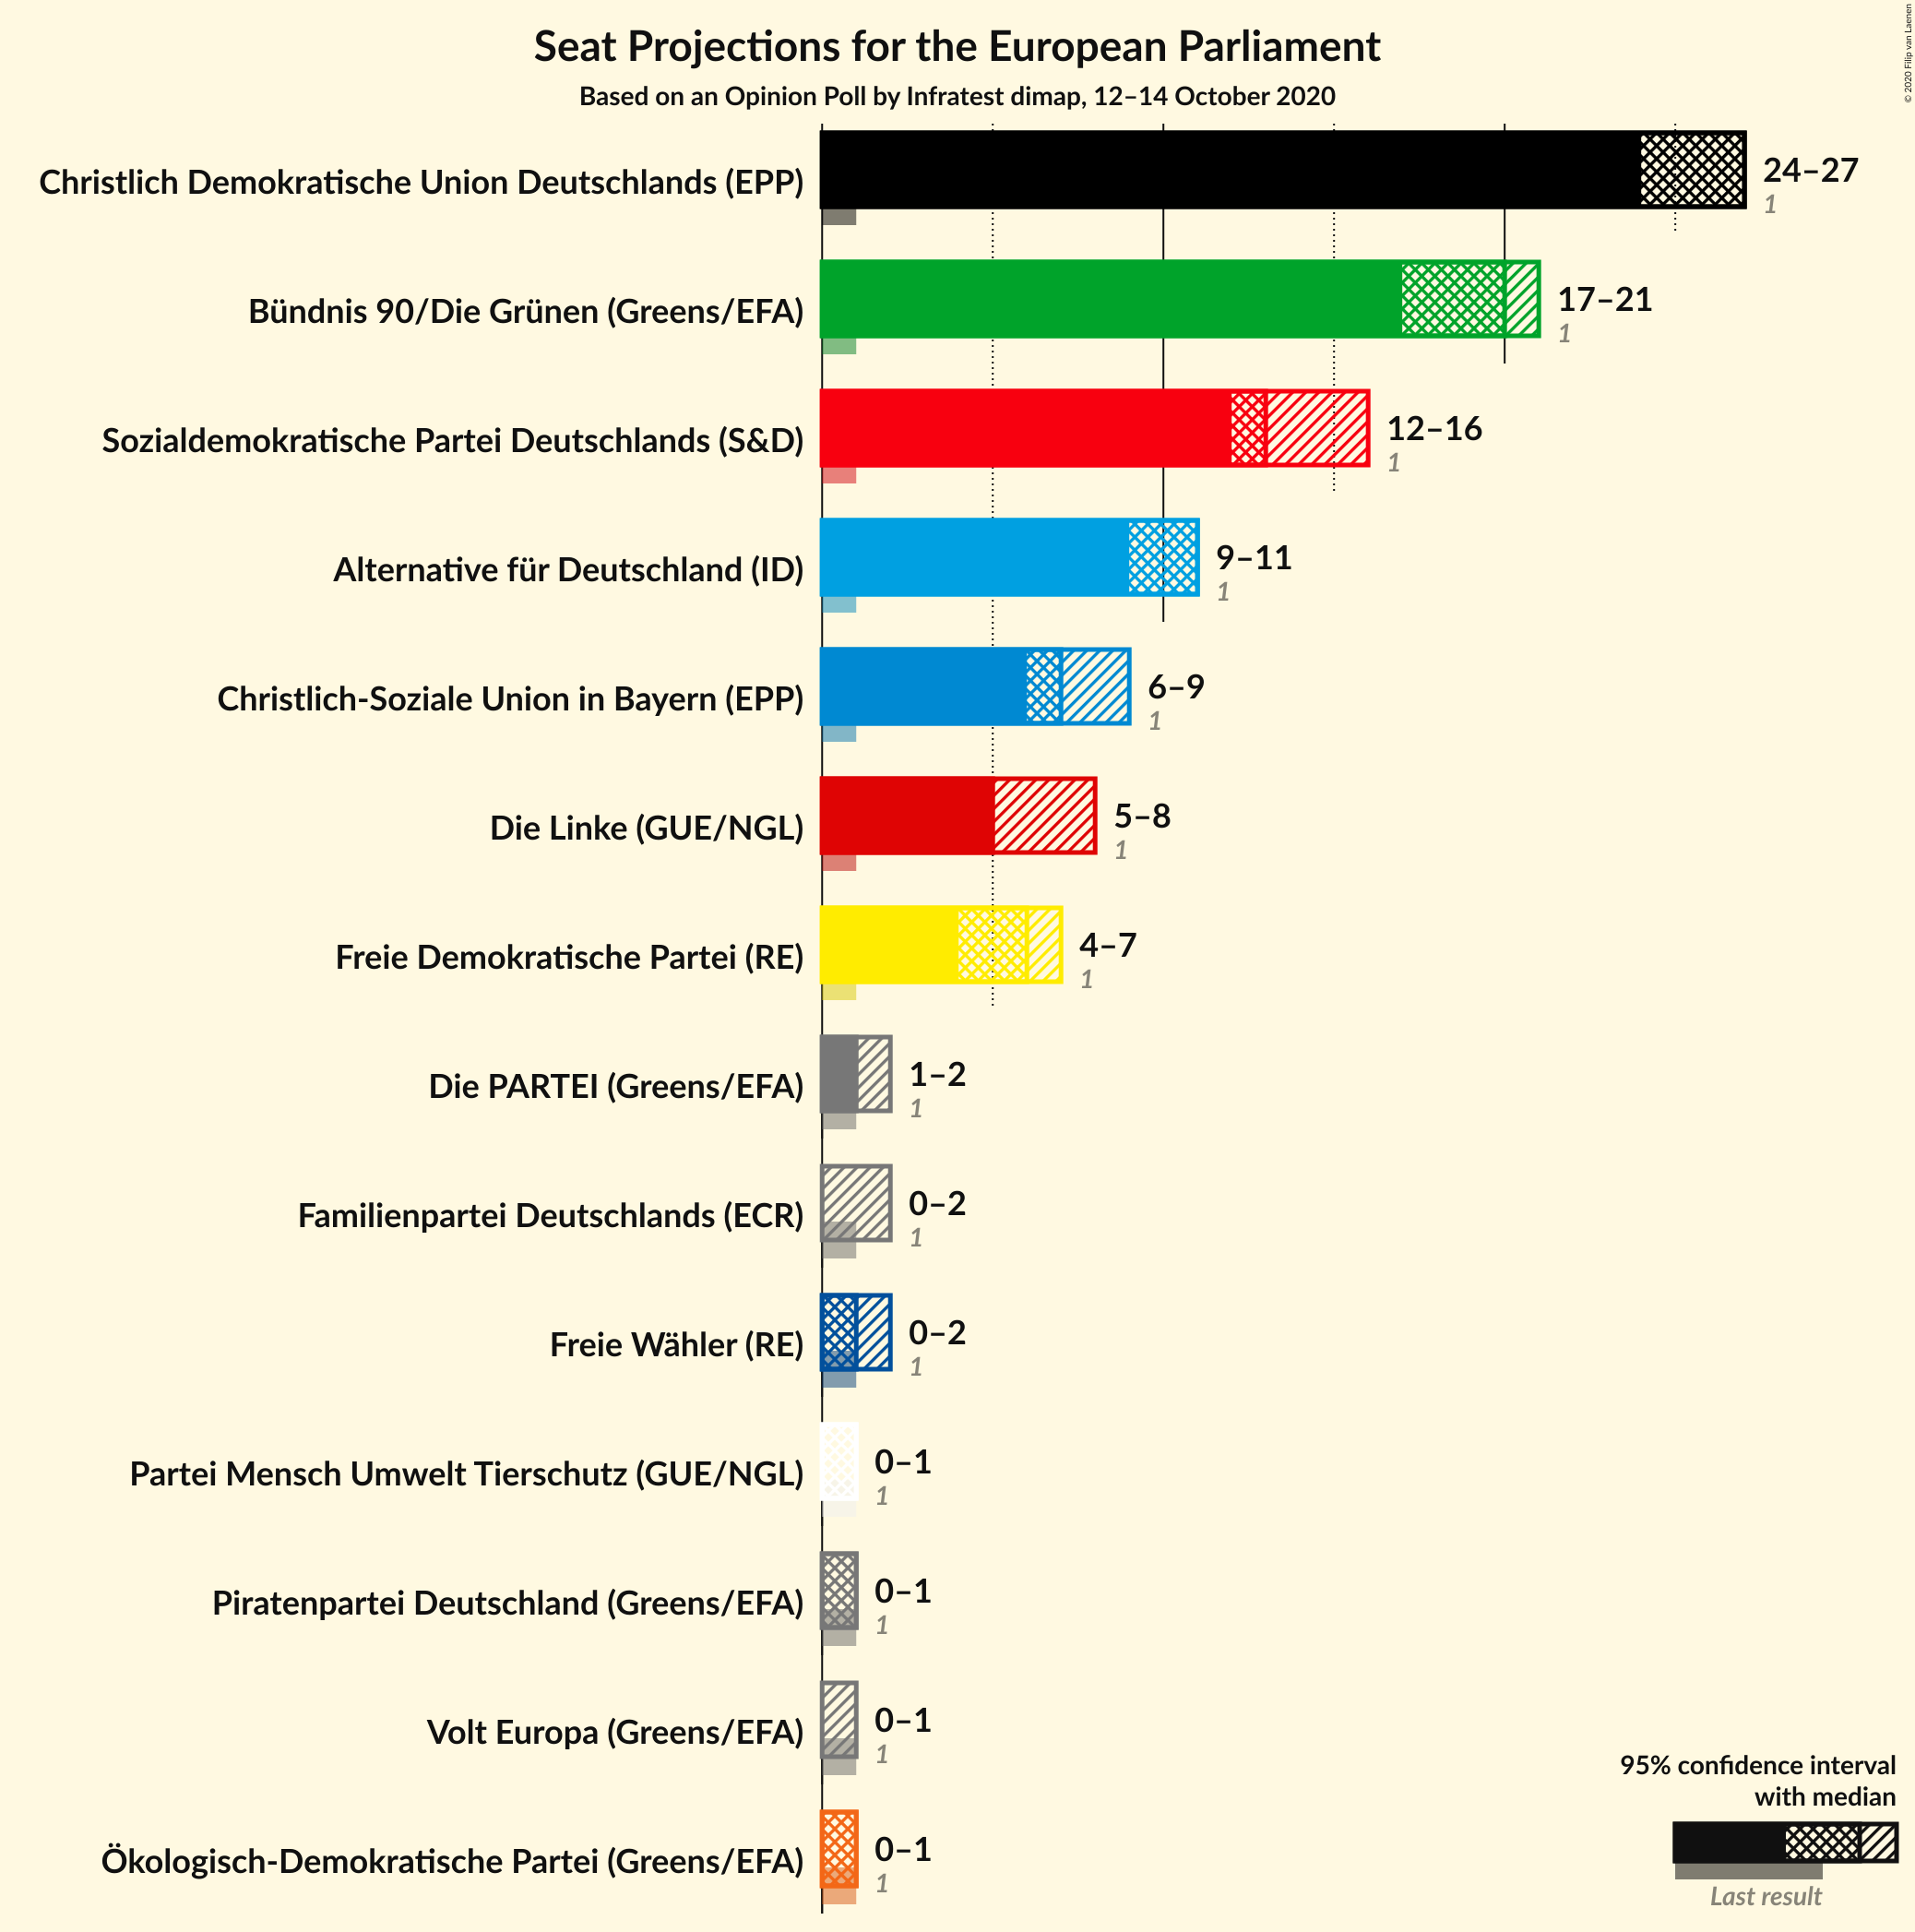 Seat Projections for the European Parliament
Based on an Opinion Poll by Infratest dimap, 12–14 October 2020
© 2020 Filip van Laenen
Christlich Demokratische Union Deutschlands (EPP)
24–27
1
Bündnis 90/Die Grünen (Greens/EFA)
17–21
1
Sozialdemokratische Partei Deutschlands (S&D)
12–16
1
Alternative für Deutschland (ID)
9–11
1
Christlich-Soziale Union in Bayern (EPP)
6–9
1
Die Linke (GUE/NGL)
5–8
1
Freie Demokratische Partei (RE)
4–7
1
Die PARTEI (Greens/EFA)
1–2
1
Familienpartei Deutschlands (ECR)
0–2
1
Freie Wähler (RE)
0–2
1
Partei Mensch Umwelt Tierschutz (GUE/NGL)
0–1
1
Piratenpartei Deutschland (Greens/EFA)
0–1
1
Volt Europa (Greens/EFA)
0–1
1
Ökologisch-Demokratische Partei (Greens/EFA)
0–1
1
95% confidence interval
with median
Last result